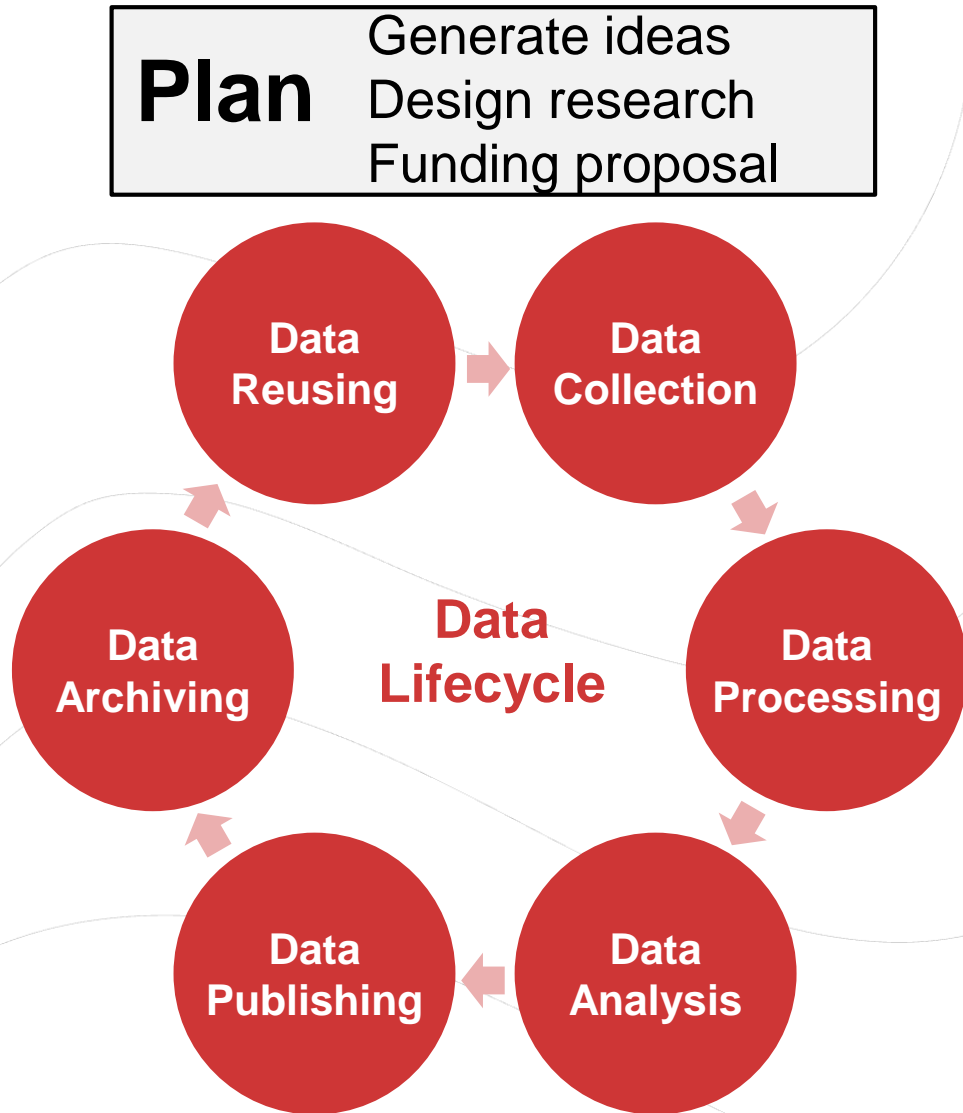 Plan
Generate ideas
Design research
Funding proposal
Data
Reusing
Data
Collection
Data
Archiving
Data
Lifecycle
Data
Processing
Data
Publishing
Data
Analysis